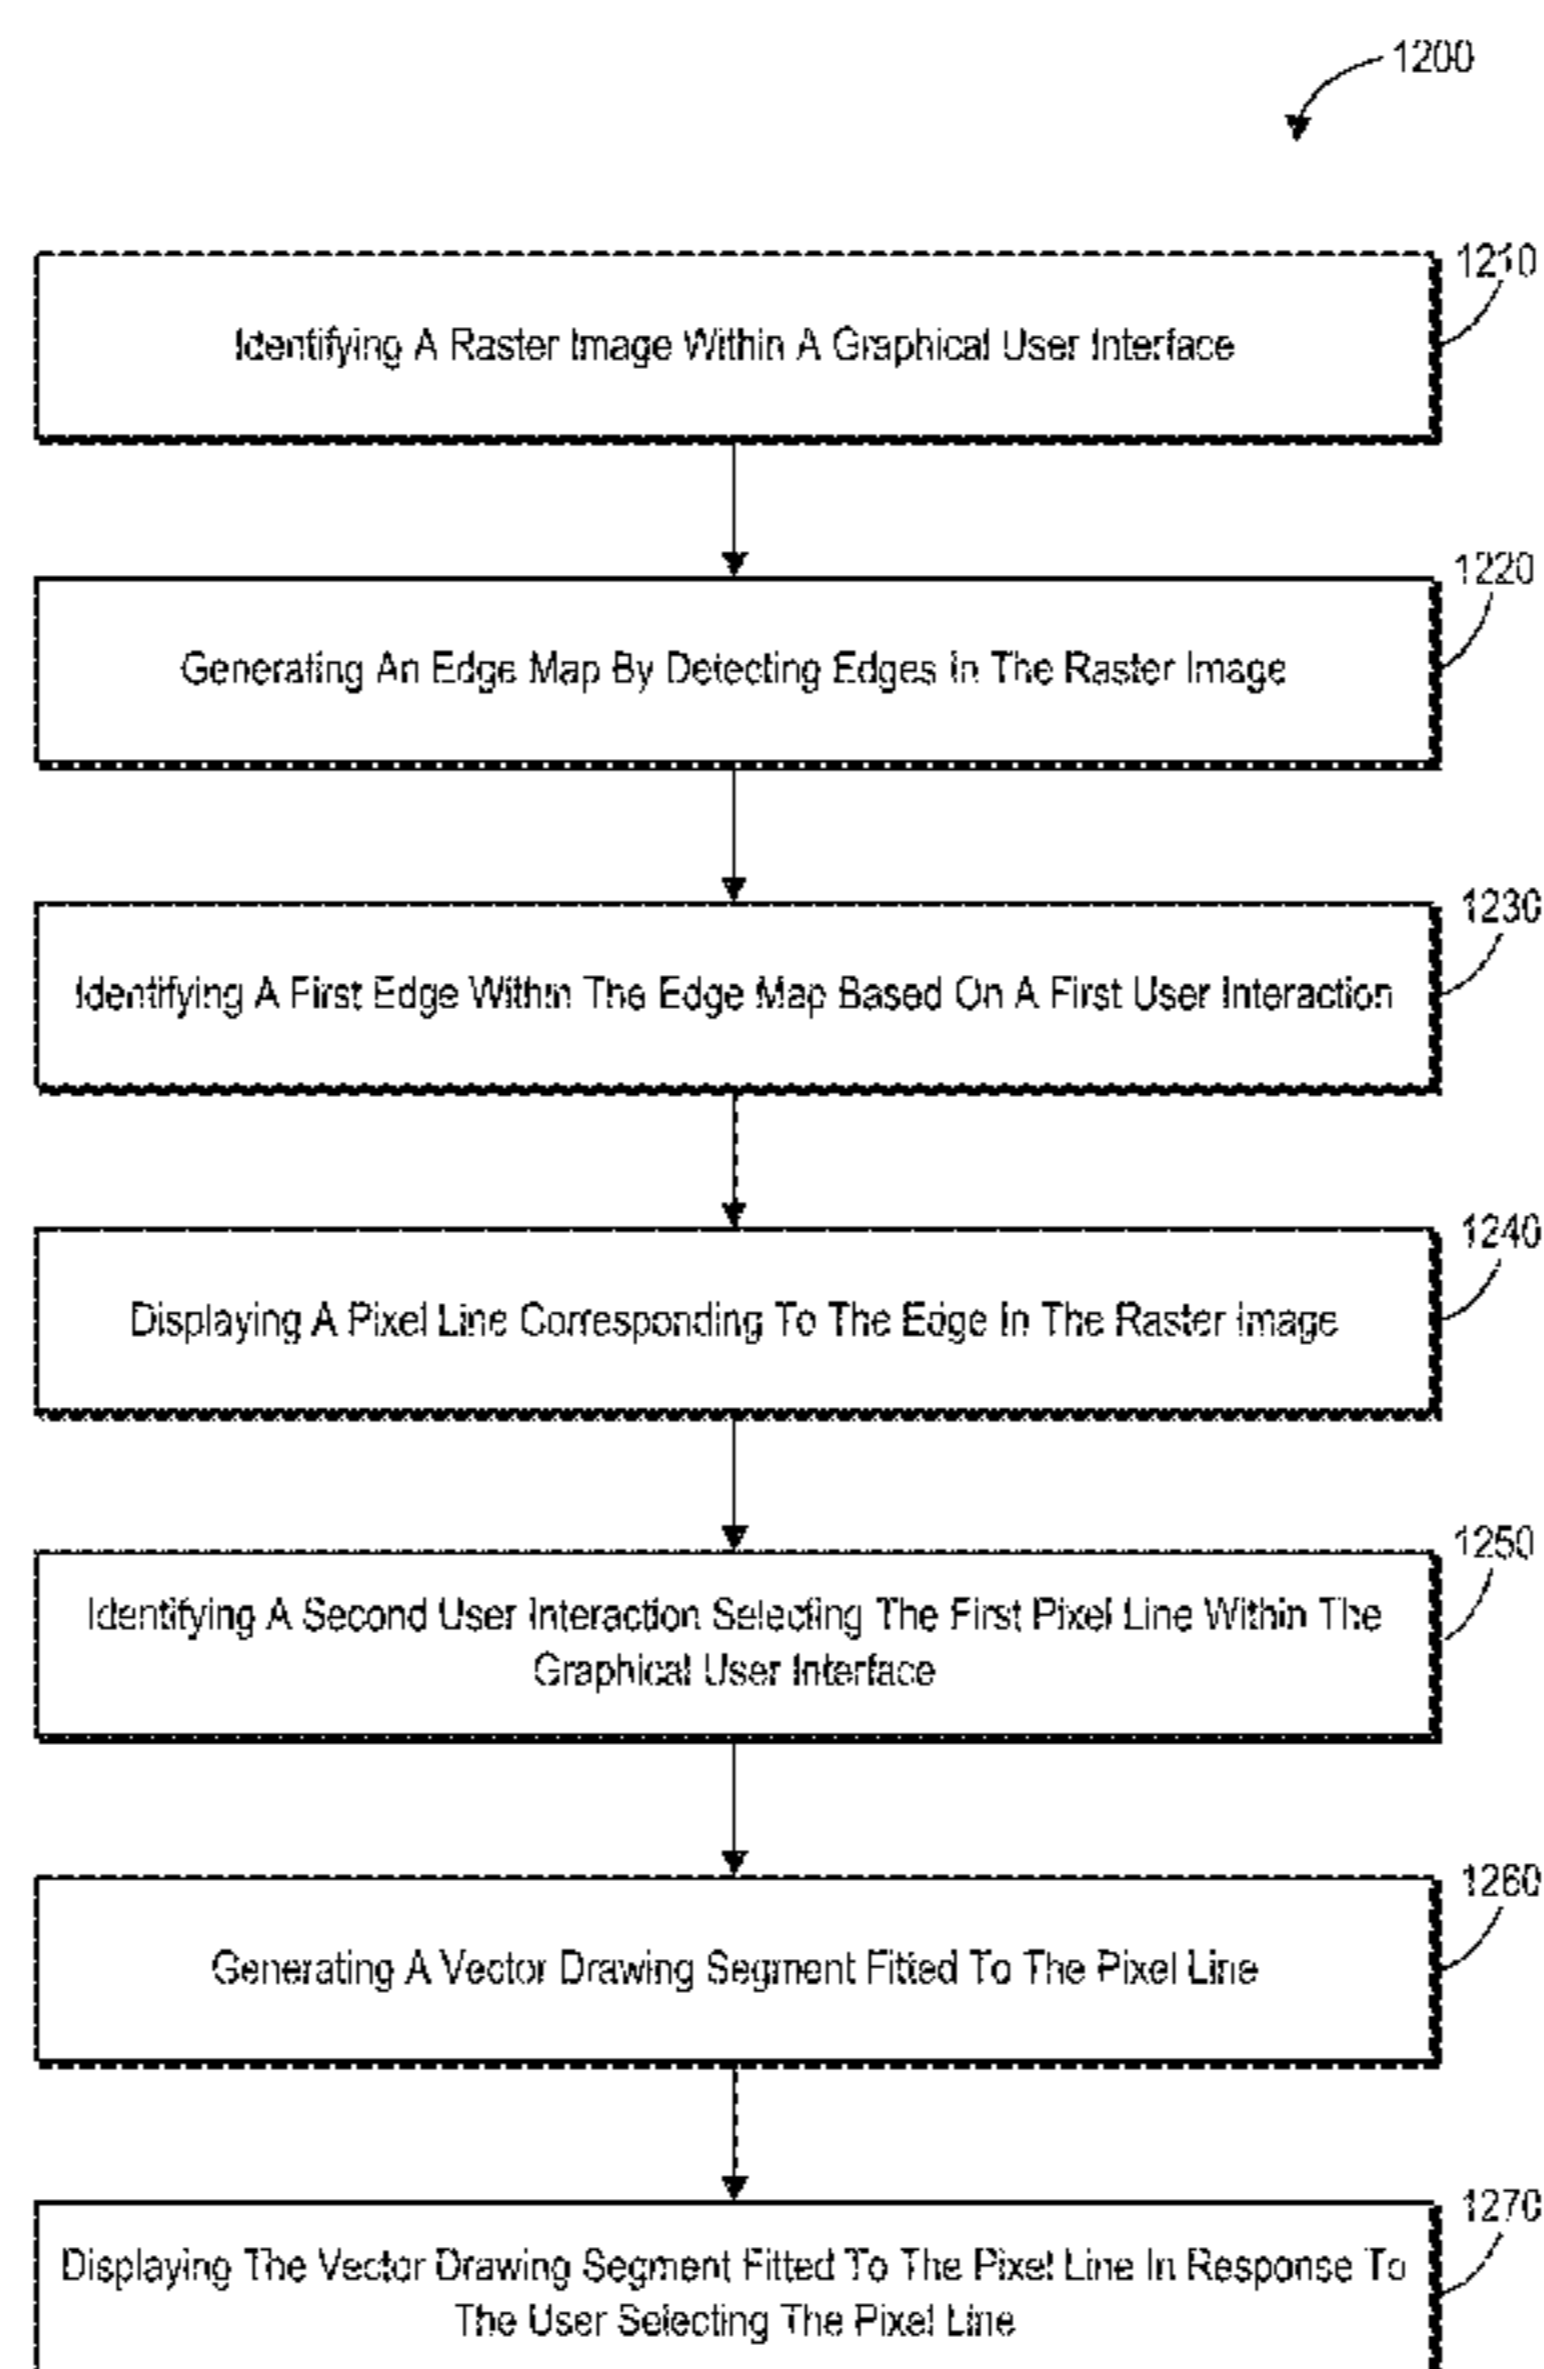 1200
1210
Identifying A Raster Image Within A Graphical User Interface
1220
Generating An Edge Map By Detecting Edges In The Raster Image
1230
Identifying A First Edge Within The Edge Map Based On A First User Interaction
1240
Displaying A Pixel Line Corresponding To The Edge In The Raster Image
1250
Identifying A Second User Interaction Selecting The First Pixel Line Within The
Graphical User Interface
1260
Generating A Vector Drawing Segment Fitted To The Pixel Line
1270
Displaying The Vector Drawing Segment Fitted To The Pixel Line In Response To
The User Selecting The Pixel Line